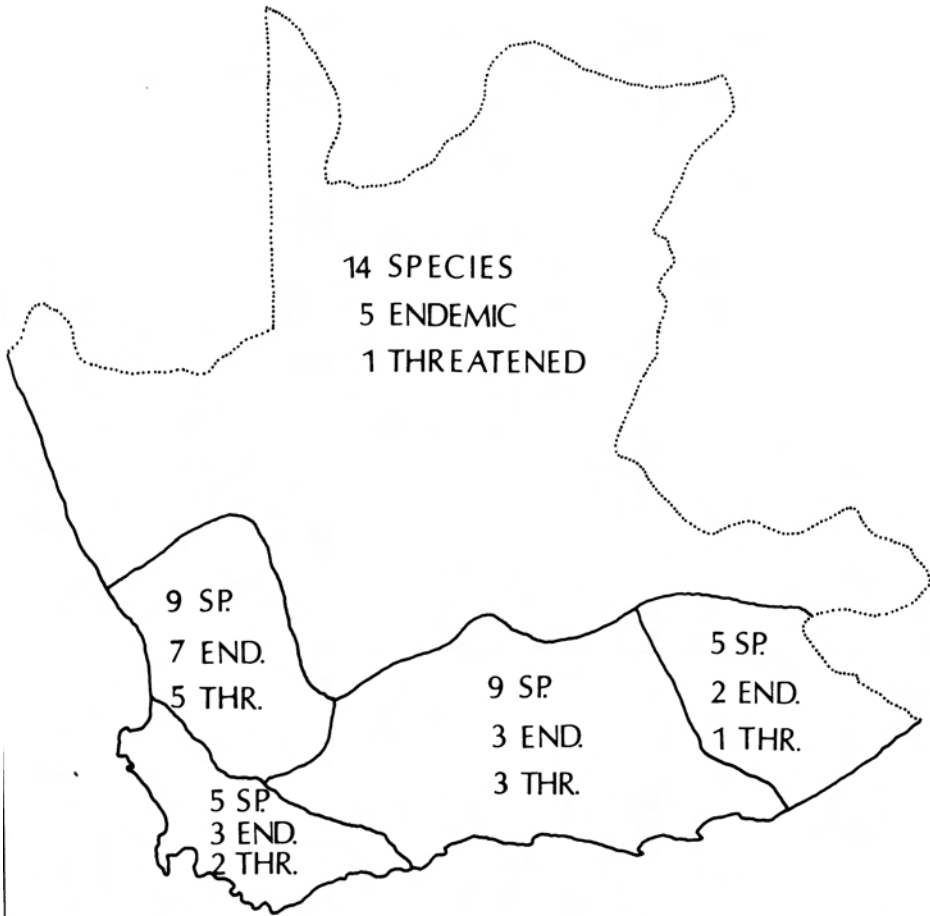 14 SPECIES
5 ENDEMIC
1 THREATENED
9 SP.
7 END.
5 THR.
9 SP.
3 END.
3 THR.
5 SP.
2 END.
1 THR.
5 SP.
3 END.
2 THR.